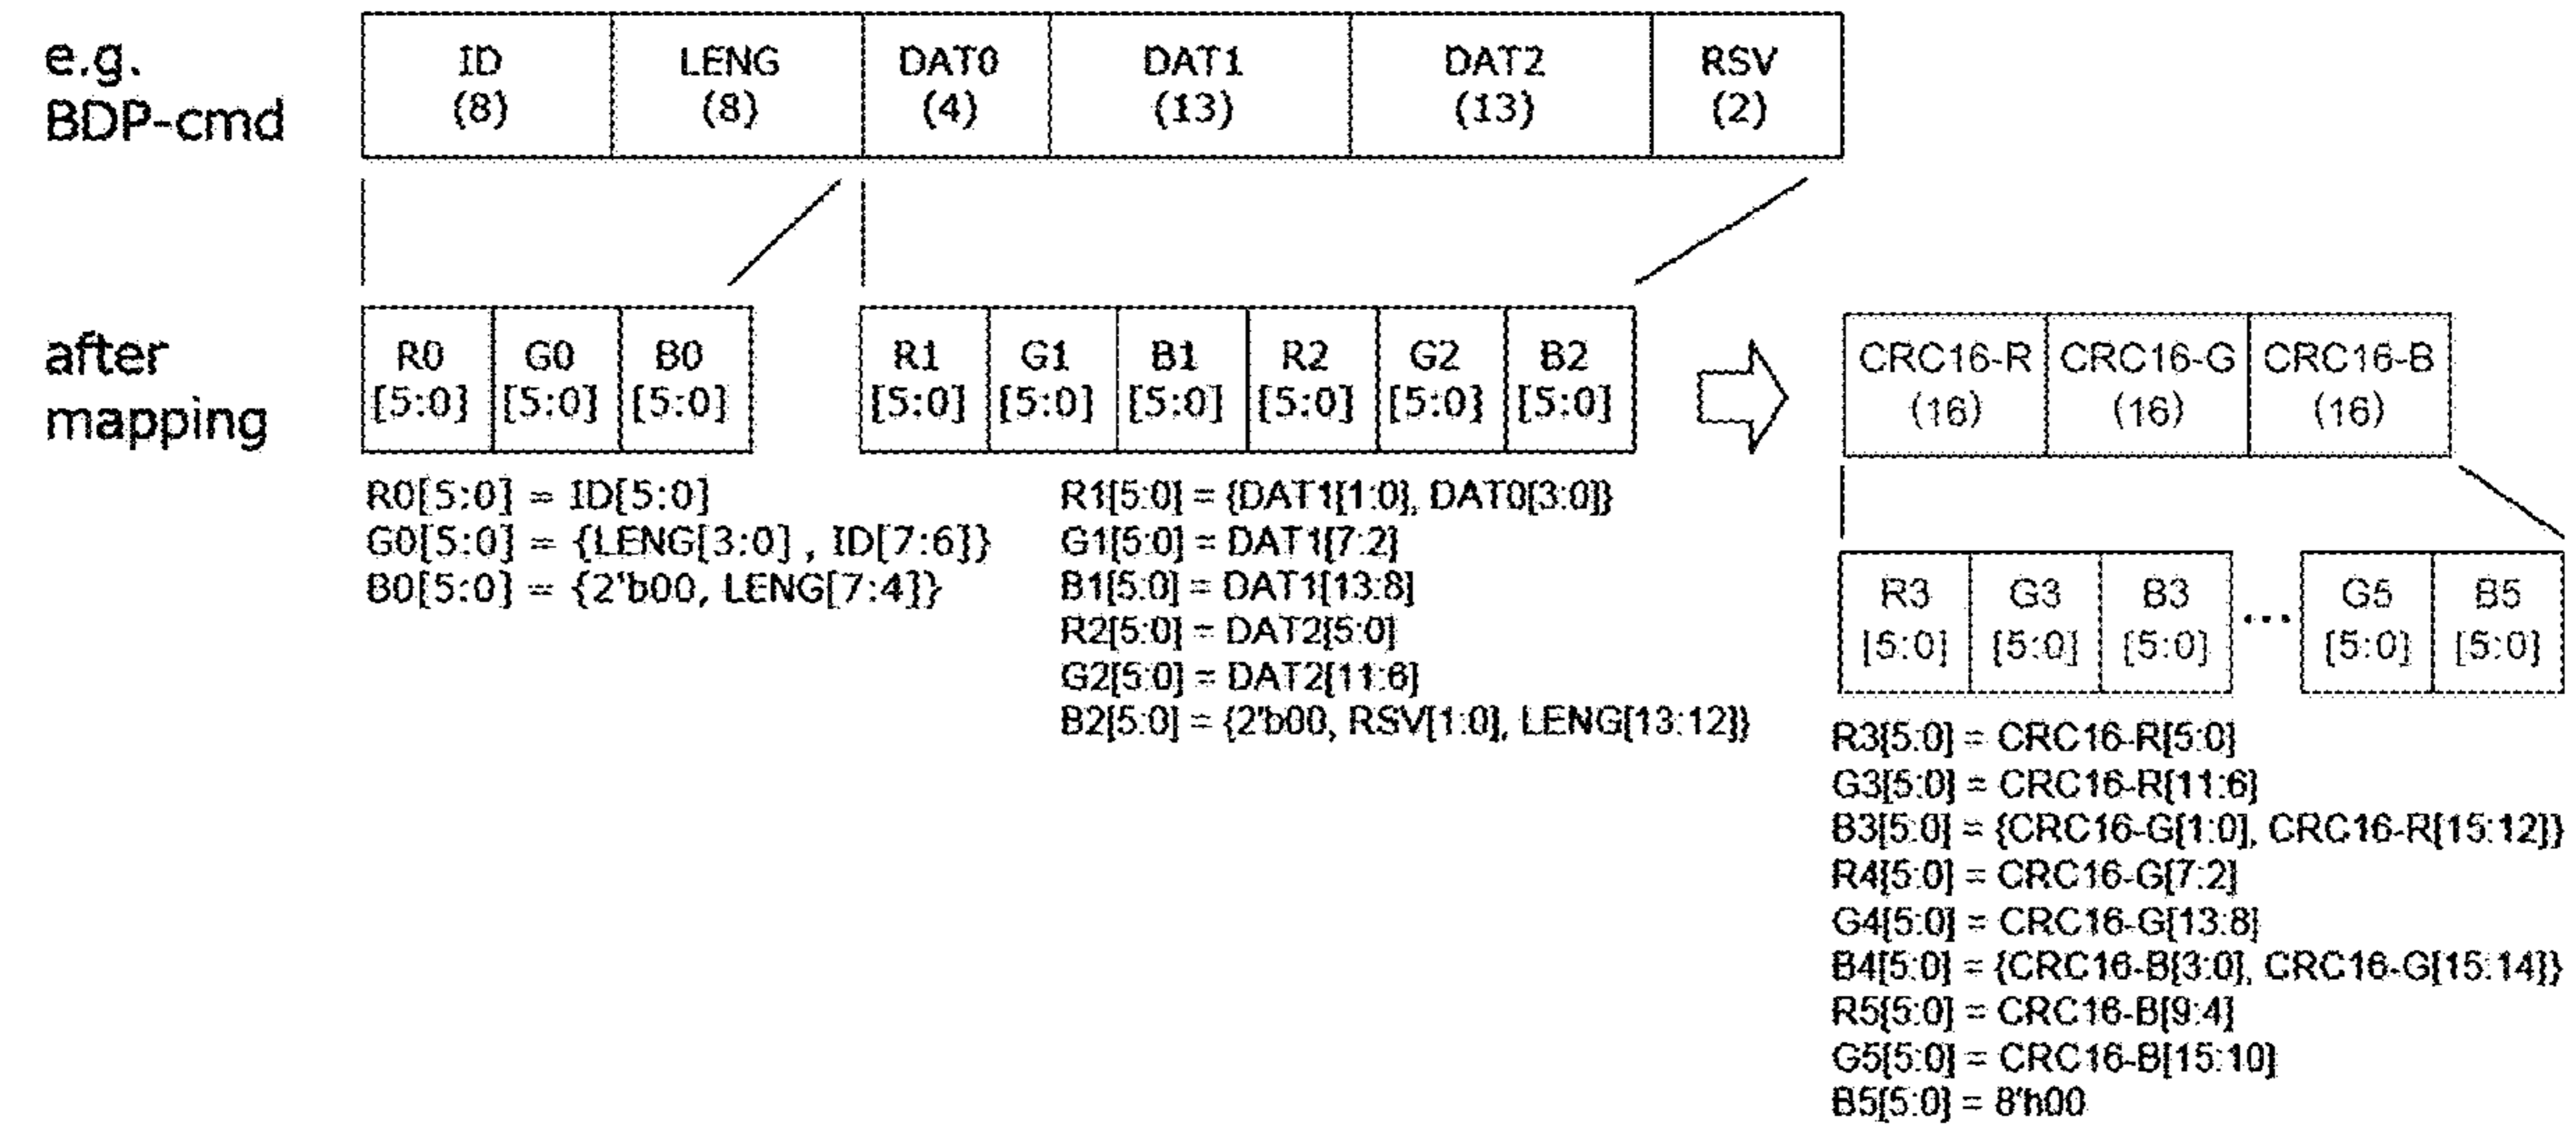 e.g.
BDP-cmd
ID
(8)
LENG
(8)
DAT0
(4)
DAT1
(13)
DAT2
(13)
RSV
(2)
after
mapping
R0
[5:0]
G0
[5:0]
B0
[5:0]
R1
[5:0]
G1
[5:0]
B1
[5:0]
R2
[5:0]
G2
[5:0]
B2
[5:0]
CRC16-R
(16)
CRC16-G
(16)
CRC16-B
(16)
R0[5:0] = ID[5:0]
G0[5:0] = {LENG[3:0] , ID[7:6]}
B0[5:0] = {2'b00, LENG[7:4]}
R1[5:0] = {DAT1[1:0], DAT0[3:0]}
G1[5:0] = DAT1[7:2]
B1[5:0] = DAT1[13:8]
R2[5:0] = DAT2[5:0]
G2[5:0] = DAT2[11:6]
B2[5:0] = {2'b00, RSV[1:0], LENG[13:12]}
R3
[5:0]
G3
[5:0]
B3
[5:0]
...
G5
[5:0]
B5
[5:0]
R3[5:0] = CRC16-R[5:0]
G3[5:0] = CRC16-R[11:6]
B3[5:0] = {CRC16-G[1:0], CRC16-R[15:12]}
R4[5:0] = CRC16-G[7:2]
G4[5:0] = CRC16-G[13:8]
B4[5:0] = {CRC16-B[3:0], CRC16-G[15:14]}
R5[5:0] = CRC16-B[9:4]
G5[5:0] = CRC16-B[15:10]
B5[5:0] = 8'h00